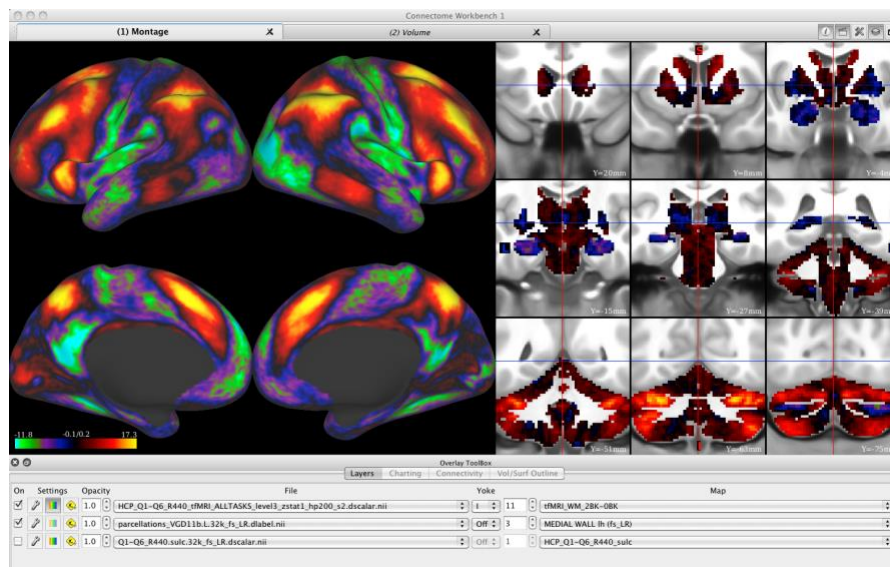 Connectome Workbench 1
(1) Montage
(2) Volume
Y=20mm
Y=8mm
Y=-15mm
Y=-27mm
Y=-39mm
Y=-51mm
Y=-63mm
Y=-75m
-11.8 -0.1/0.2 17.3
Overlay ToolBox
Layers Charting Connectivity Vol/Surf Outline
On Settings Opacity File Yoke Map
1.0 HCP_Q1-Q6_R440_tfMRI_ALLTASKS_level3_zstat1_hp200_s2.dscalar.nii I 11 tfMRI_WM_2BK-0BK
1.0 parcellations_VGD11b.L.32k_fs_LR.dlabel.nii Off 3 MEDIAL WALL lh (fs_LR)
1.0 Q1-Q6_R440.sulc.32k_fs_LR.dscalar.nii Off 1 HCP_Q1-Q6_R440_sulc